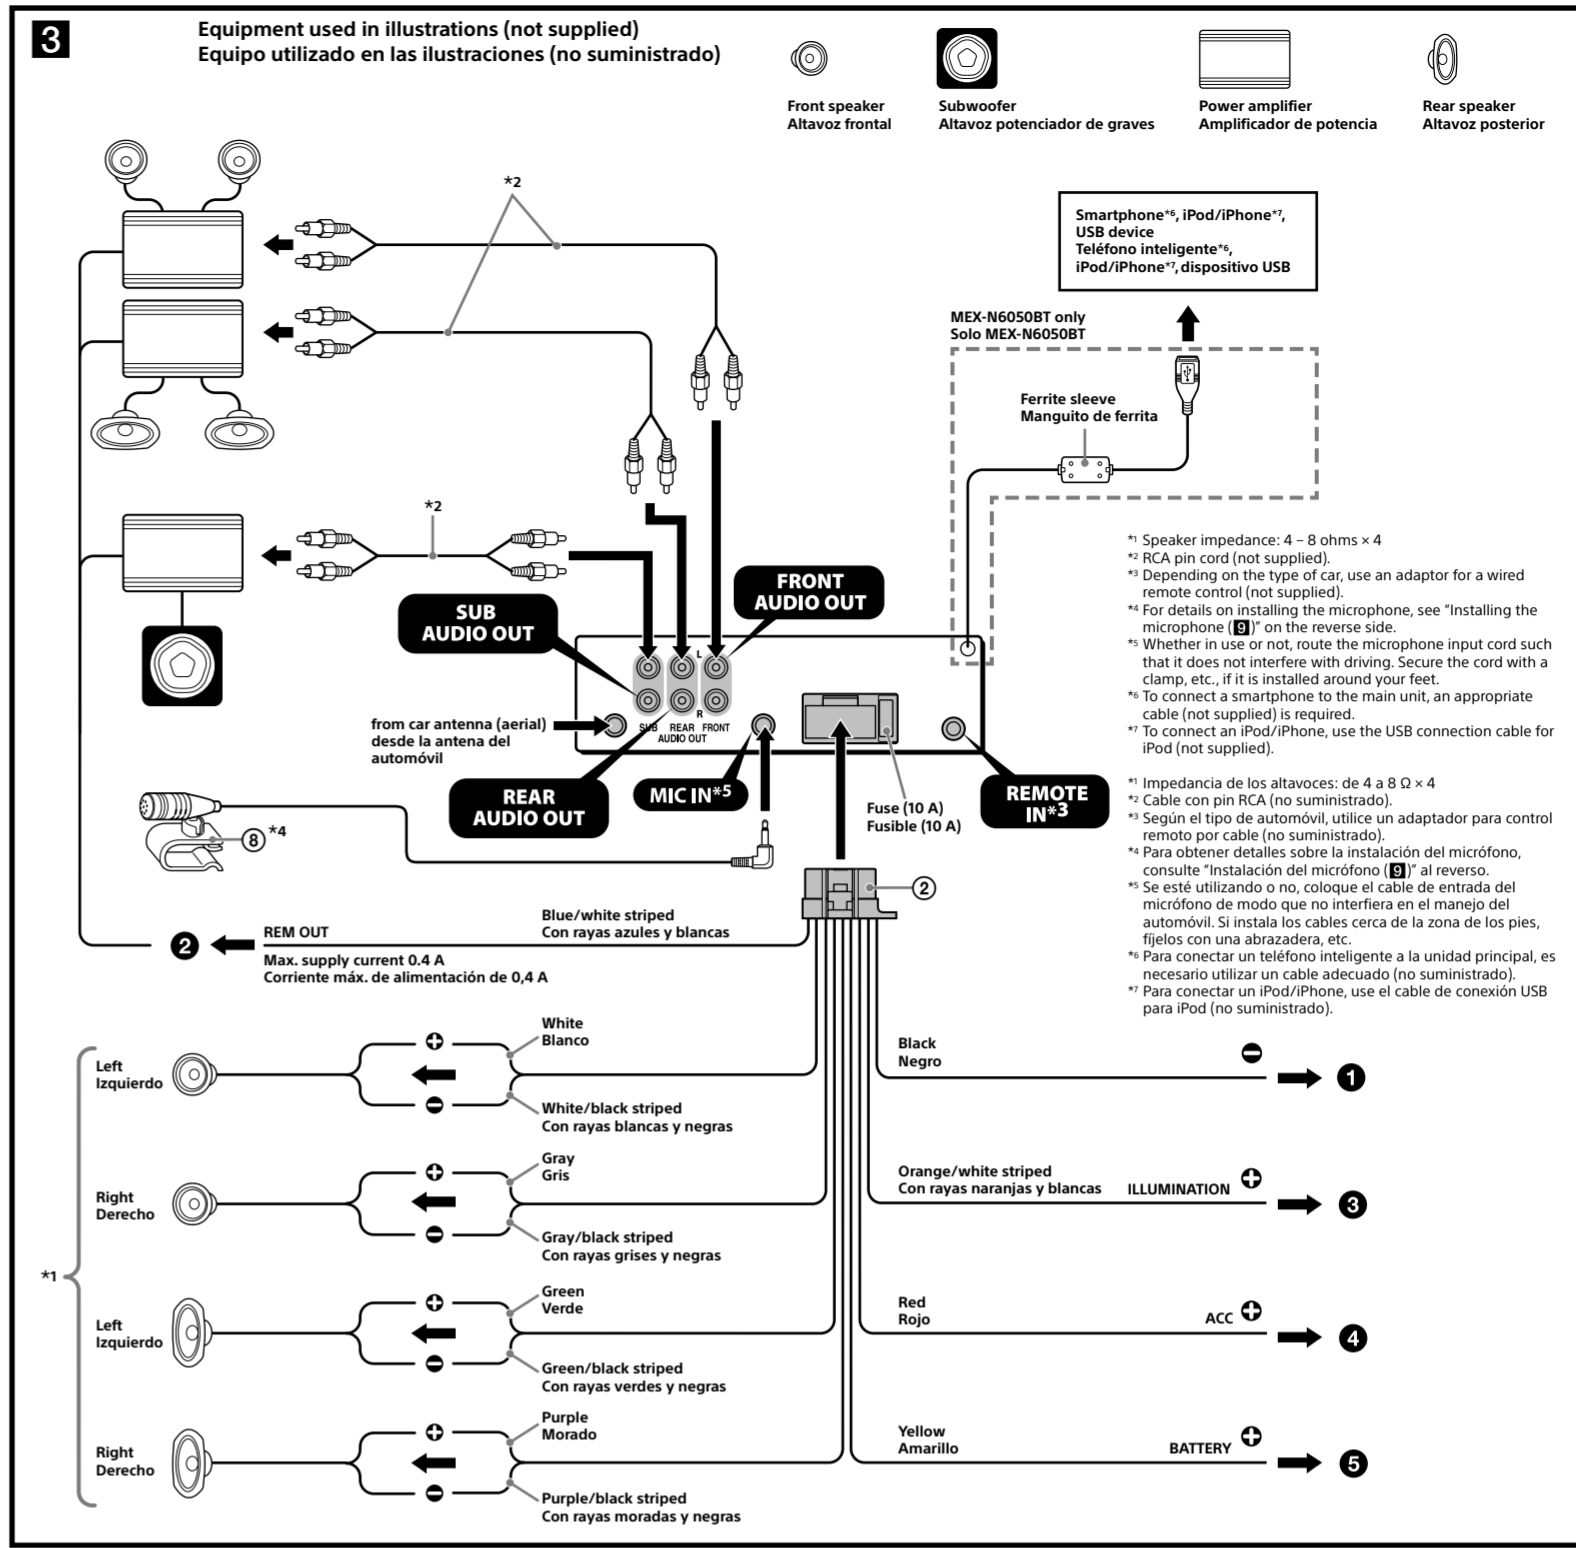 3
Equipment used in illustrations (not supplied)
Equipo utilizado en las ilustraciones (no suministrado)
Front speaker
Altavoz frontal
Subwoofer
Altavoz potenciador de graves
Power amplifier
Amplificador de potencia
Rear speaker
Altavoz posterior
*2
Smartphone*6, iPod/iPhone*7,
USB device
Teléfono inteligente*6,
iPod/iPhone*7, dispositivo USB
MEX-N6050BT only
Solo MEX-N6050BT
Ferrite sleeve
Manguito de ferrita
*2
SUB
AUDIO OUT
FRONT
AUDIO OUT
L
R
SUB REAR FRONT
AUDIO OUT
from car antenna (aerial)
desde la antena del
automóvil
REAR
AUDIO OUT
MIC IN*5
Fuse (10 A)
Fusible (10 A)
REMOTE
IN*3
8 *4
2
*1 Speaker impedance: 4 – 8 ohms × 4
*2 RCA pin cord (not supplied).
*3 Depending on the type of car, use an adaptor for a wired
remote control (not supplied).
*4 For details on installing the microphone, see "Installing the
microphone (9)" on the reverse side.
*5 Whether in use or not, route the microphone input cord such
that it does not interfere with driving. Secure the cord with a
clamp, etc., if it is installed around your feet.
*6 To connect a smartphone to the main unit, an appropriate
cable (not supplied) is required.
*7 To connect an iPod/iPhone, use the USB connection cable for
iPod (not supplied).
*1 Impedancia de los altavoces: de 4 a 8 Ω × 4
*2 Cable con pin RCA (no suministrado).
*3 Según el tipo de automóvil, utilice un adaptador para control
remoto por cable (no suministrado).
*4 Para obtener detalles sobre la instalación del micrófono,
consulte "Instalación del micrófono (9)" al reverso.
*5 Se esté utilizando o no, coloque el cable de entrada del
micrófono de modo que no interfiera en el manejo del
automóvil. Si instala los cables cerca de la zona de los pies,
fíjelos con una abrazadera, etc.
*6 Para conectar un teléfono inteligente a la unidad principal, es
necesario utilizar un cable adecuado (no suministrado).
*7 Para conectar un iPod/iPhone, use el cable de conexión USB
para iPod (no suministrado).
2
REM OUT
Blue/white striped
Con rayas azules y blancas
Max. supply current 0.4 A
Corriente máx. de alimentación de 0,4 A
*1
Left
Izquierdo
White
Blanco
White/black striped
Con rayas blancas y negras
Right
Derecho
Gray
Gris
Gray/black striped
Con rayas grises y negras
Left
Izquierdo
Green
Verde
Green/black striped
Con rayas verdes y negras
Right
Derecho
Purple
Morado
Purple/black striped
Con rayas moradas y negras
Black
Negro
1
Orange/white striped
Con rayas naranjas y blancas
ILLUMINATION
3
Red
Rojo
ACC
4
Yellow
Amarillo
BATTERY
5